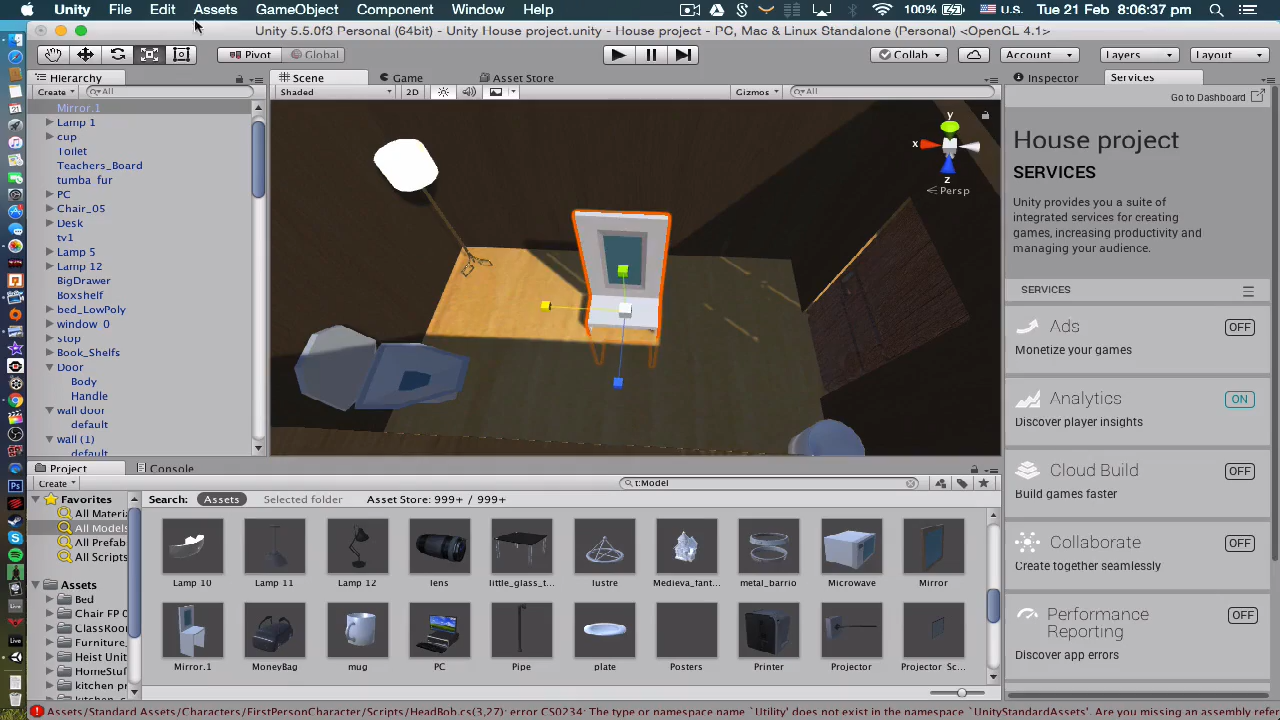 Unity File Edit Assets GameObject Component Window Help 100% U.S. Tue 21 Feb 8:06:37 pm
Unity 5.5.0f3 Personal (64bit) - Unity House project.unity - House project - PC, Mac & Linux Standalone (Personal) <OpenGL 4.1>
Pivot Global Collab Account Layers Layout
Hierarchy Scene Game Asset Store Inspector Services
Create All Shaded 2D Gizmos All Go to Dashboard
Mirror.1
Lamp 1
cup
Toilet
Teachers_Board
tumba_fur
PC
Chair_05
Desk
tv1
Lamp 5
Lamp 12
BigDrawer
Boxshelf
bed_LowPoly
window_0
stop
Book_Shelfs
Door
Body
Handle
wall door
default
wall (1)
default
y
x
z
Persp
House project
SERVICES
Unity provides you a suite of
integrated services for creating
games, increasing productivity and
managing your audience.
SERVICES
Ads OFF
Monetize your games
Analytics ON
Discover player insights
Cloud Build OFF
Build games faster
Collaborate OFF
Create together seamlessly
Performance
Reporting OFF
Discover app errors
Project Console
Create t:Model
Favorites
All Materia
All Models
All Prefab
All Scripts
Assets
Bed
Chair FP
ClassRoo
Furniture_
Heist Unit
HomeStuf
kitchen pr
Search: Assets Selected folder Asset Store: 999+ / 999+
Lamp 10 Lamp 11 Lamp 12 lens little_glass_t... lustre Medieva_fant... metal_barrio Microwave Mirror
Mirror.1 MoneyBag mug PC Pipe plate Posters Printer Projector Projector_Sc...
Assets/Standard Assets/Characters/FirstPersonCharacter/Scripts/HeadBob.cs(3,27): error CS0234: The type or namespace name `Utility' does not exist in the namespace `UnityStandardAssets'. Are you missing an assembly refer